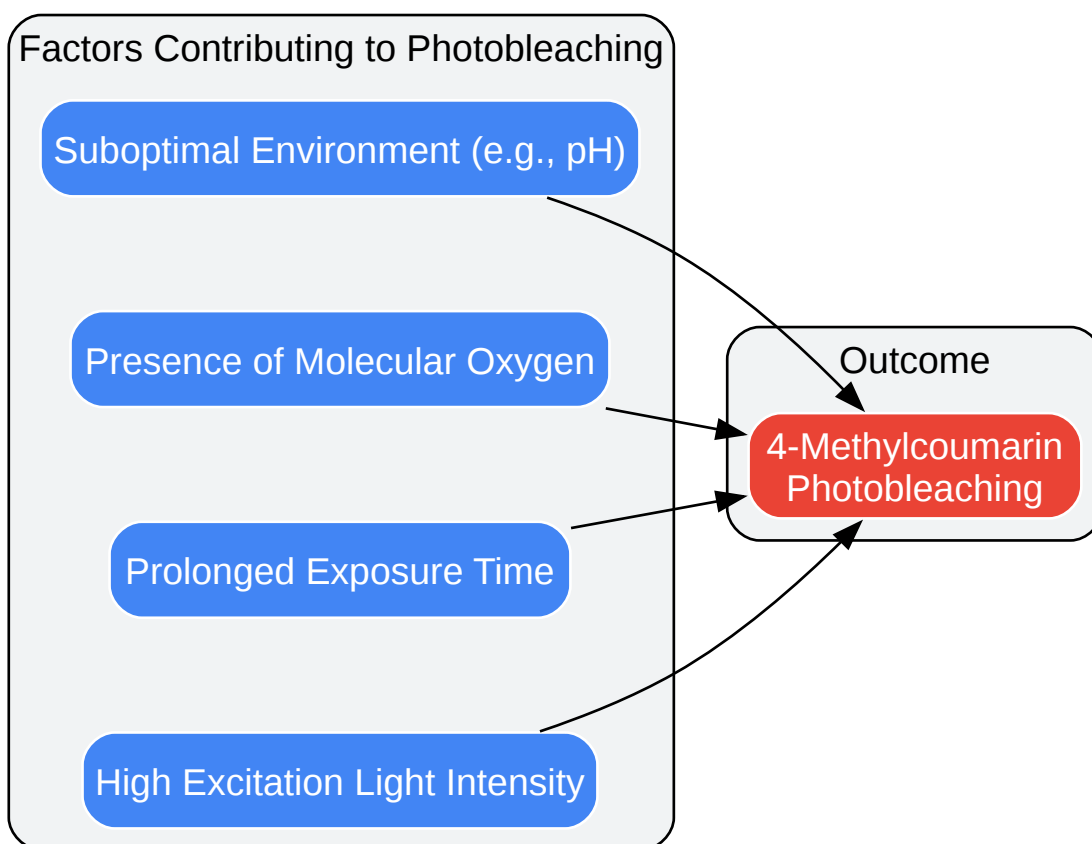 Factors Contributing to Photobleaching
Suboptimal Environment (e.g., pH)
Presence of Molecular Oxygen
Prolonged Exposure Time
High Excitation Light Intensity
Outcome
4-Methylcoumarin
Photobleaching